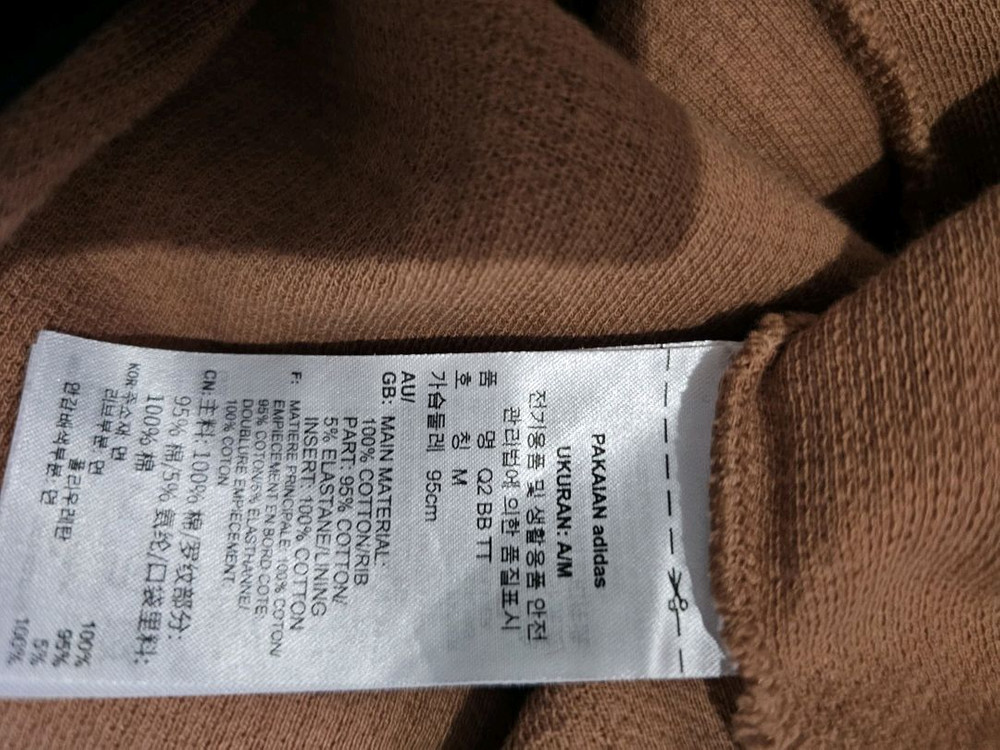 PAKAIAN adidas
UKURAN: A/M
전기용품 및 생활용품 안전
관리법에 의한 품질표시
품 명 Q2 BB TT
호 칭 M
가슴둘레 95cm
AU/
GB: MAIN MATERIAL:
100% COTTON/RIB
PART: 95% COTTON/
5% ELASTANE/LINING
INSERT: 100% COTTON
F: MATIERE PRINCIPALE: 100% COTON/
EMPIECEMENT EN BORD COTE:
95% COTON/5% ELASTHANNE/
DOUBLURE EMPIECEMENT:
100% COTON
CN: 主料: 100% 棉/罗纹部分:
95% 棉/5% 氨纶/口袋里料:
100% 棉
KOR: 주소재: 면 100%
리브부분: 면 95%
폴리우레탄 5%
안감배색부분: 면 100%